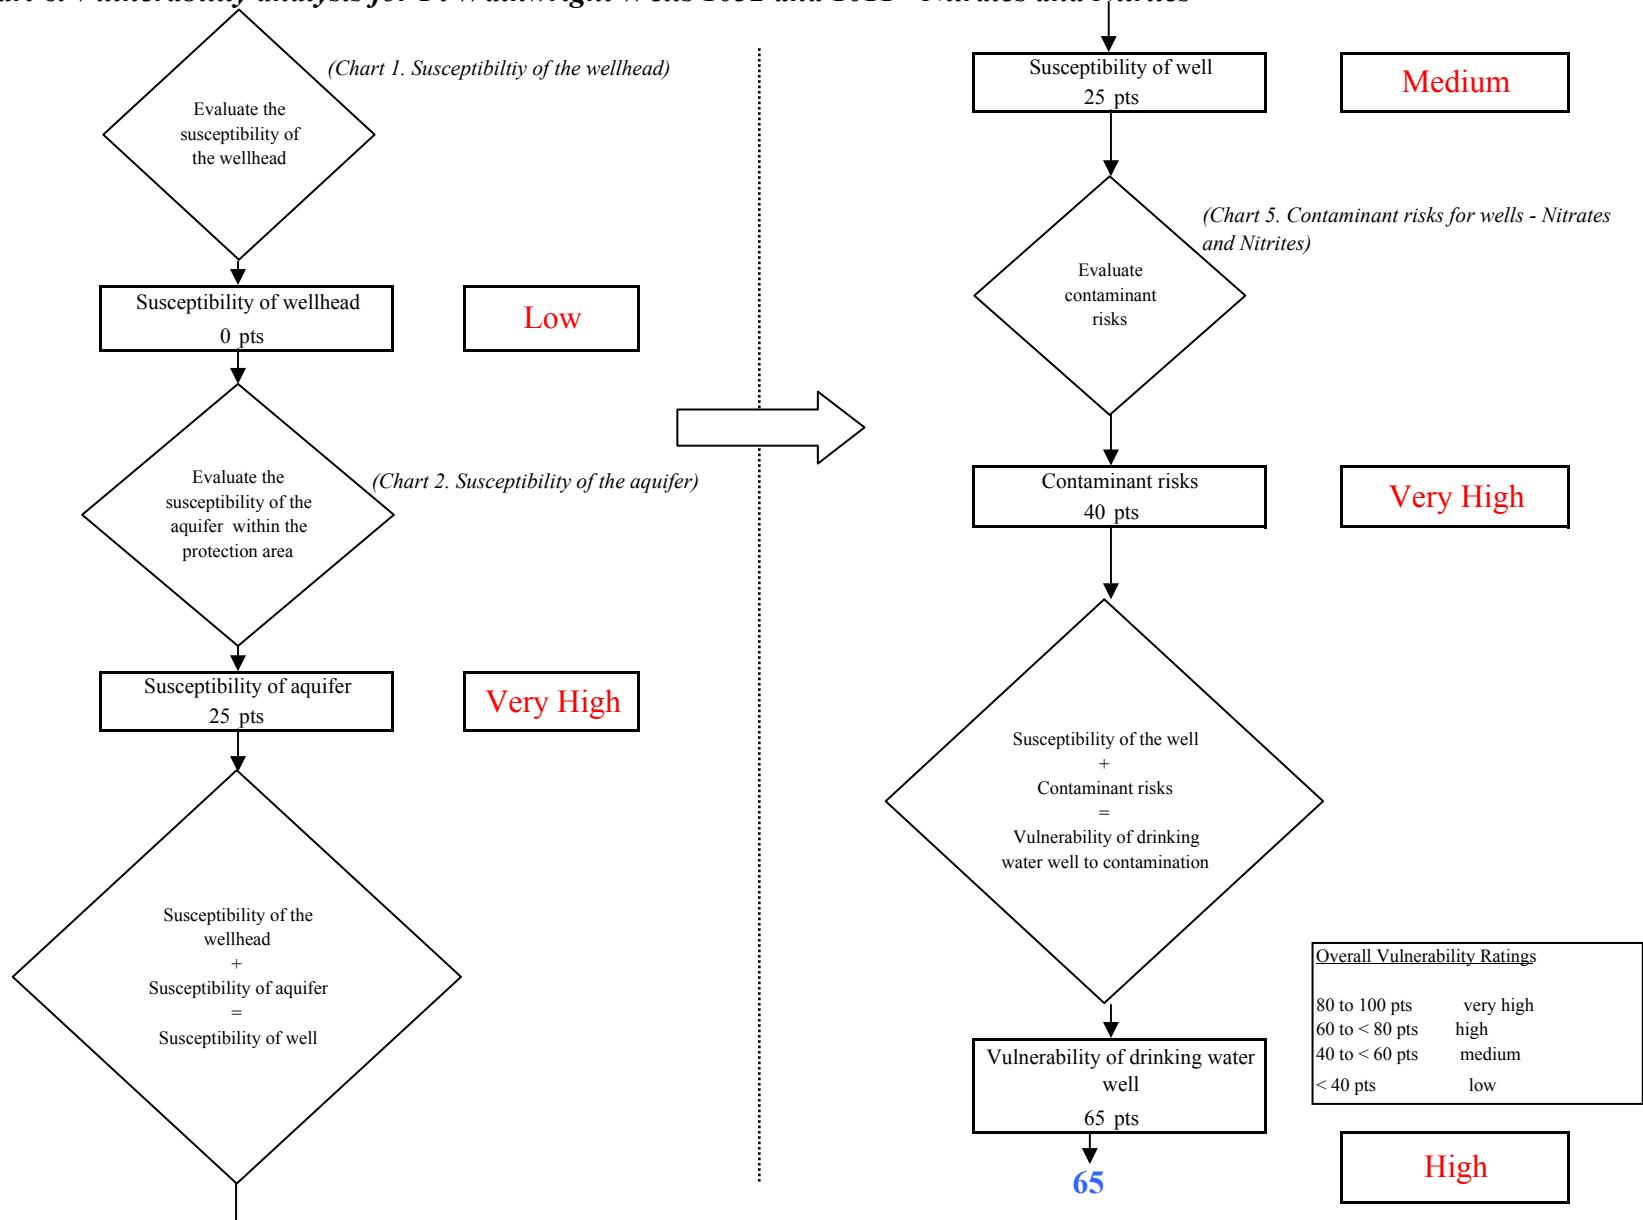 Vulnerability analysis for
Wells
and
(Chart 1. Susceptibiltiy of the wellhead)
Evaluate the
susceptibility of
the wellhead
Susceptibility of wellhead
0 pts
Low
Evaluate the
susceptibility of the
aquifer within the
protection area
(Chart 2. Susceptibility of the aquifer)
Susceptibility of aquifer
25 pts
Very High
Susceptibility of the
wellhead
+
Susceptibility of aquifer
=
Susceptibility of well
Susceptibility of well
25 pts
Medium
(Chart 5. Contaminant risks for wells - Nitrates
and Nitrites)
Evaluate
contaminant
risks
Contaminant risks
40 pts
Very High
Susceptibility of the well
+
Contaminant risks
=
Vulnerability of drinking
water well to contamination
Vulnerability of drinking water
well
65 pts
65
Overall Vulnerability Ratings
80 to 100 pts very high
60 to < 80 pts high
40 to < 60 pts medium
< 40 pts low
High